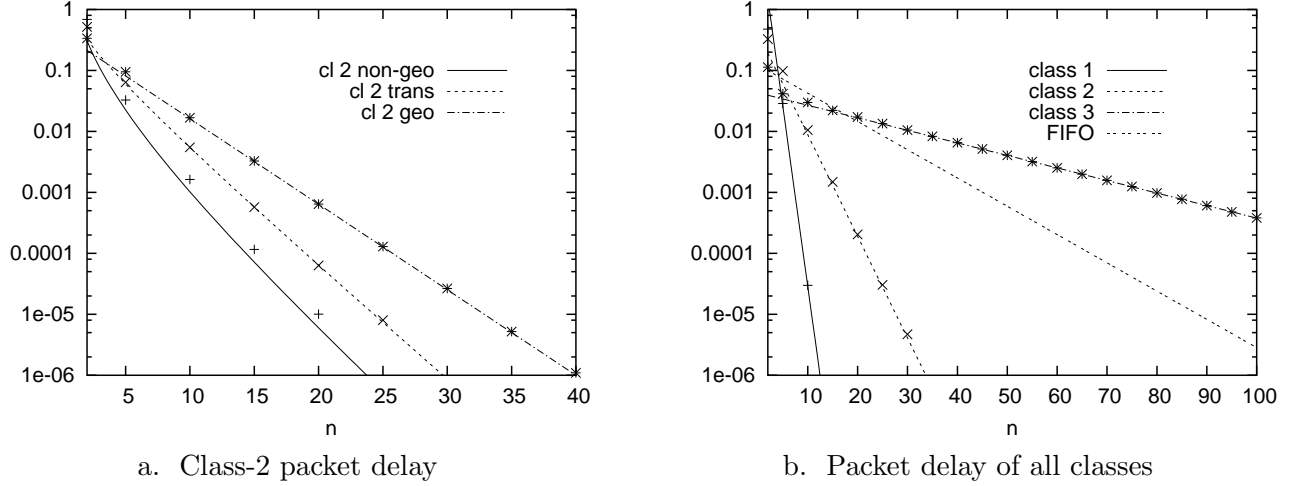 1
0.1
0.01
0.001
0.0001
1e-05
1e-06
cl 2 non-geo
cl 2 trans
cl 2 geo
5 10 15 20 25 30 35 40
n
a. Class-2 packet delay
1
0.1
0.01
0.001
0.0001
1e-05
1e-06
class 1
class 2
class 3
FIFO
10 20 30 40 50 60 70 80 90 100
n
b. Packet delay of all classes